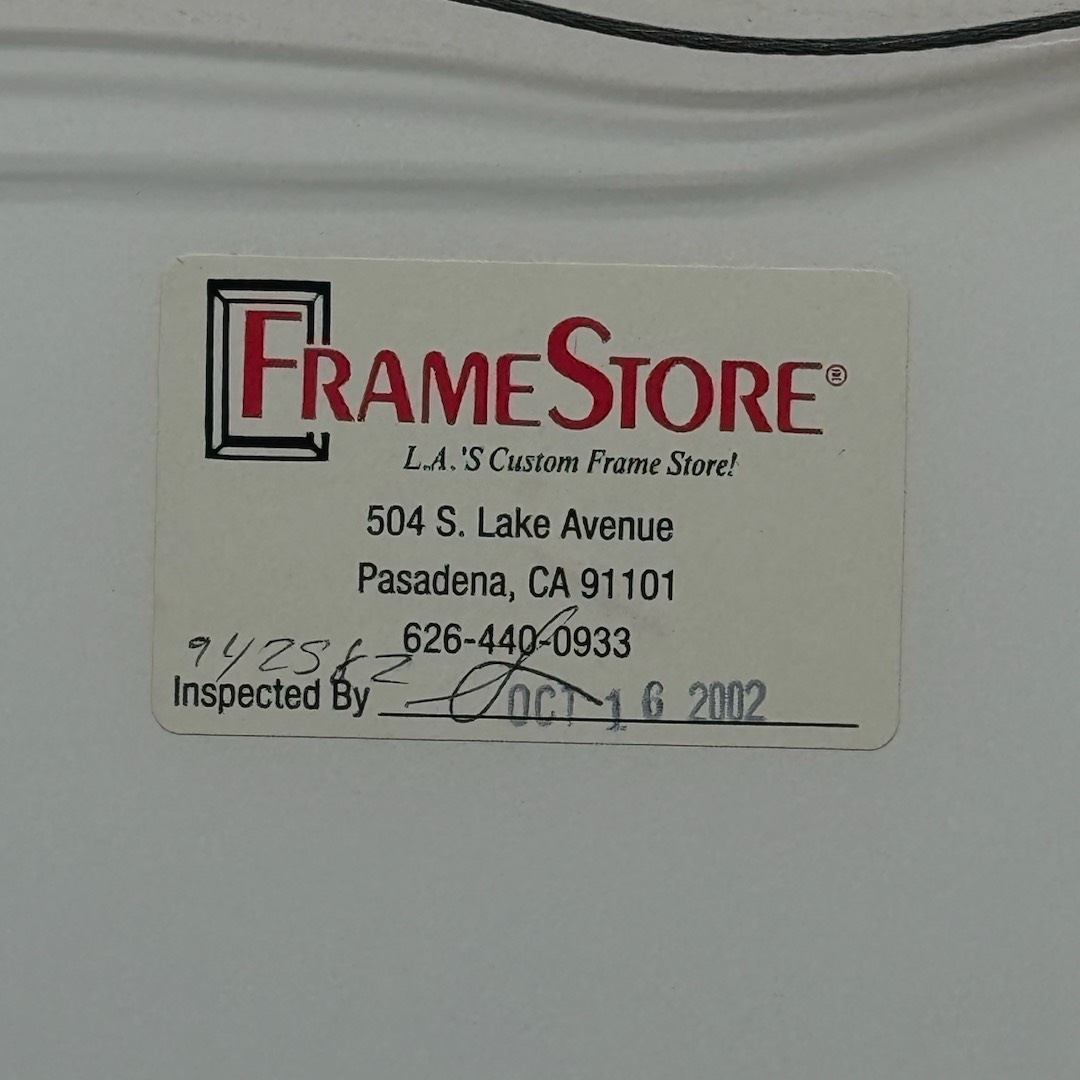 FRAMESTORE®
L.A.'S Custom Frame Store!
504 S. Lake Avenue
Pasadena, CA 91101
626-440-0933
942582
Inspected By OCT 16 2002